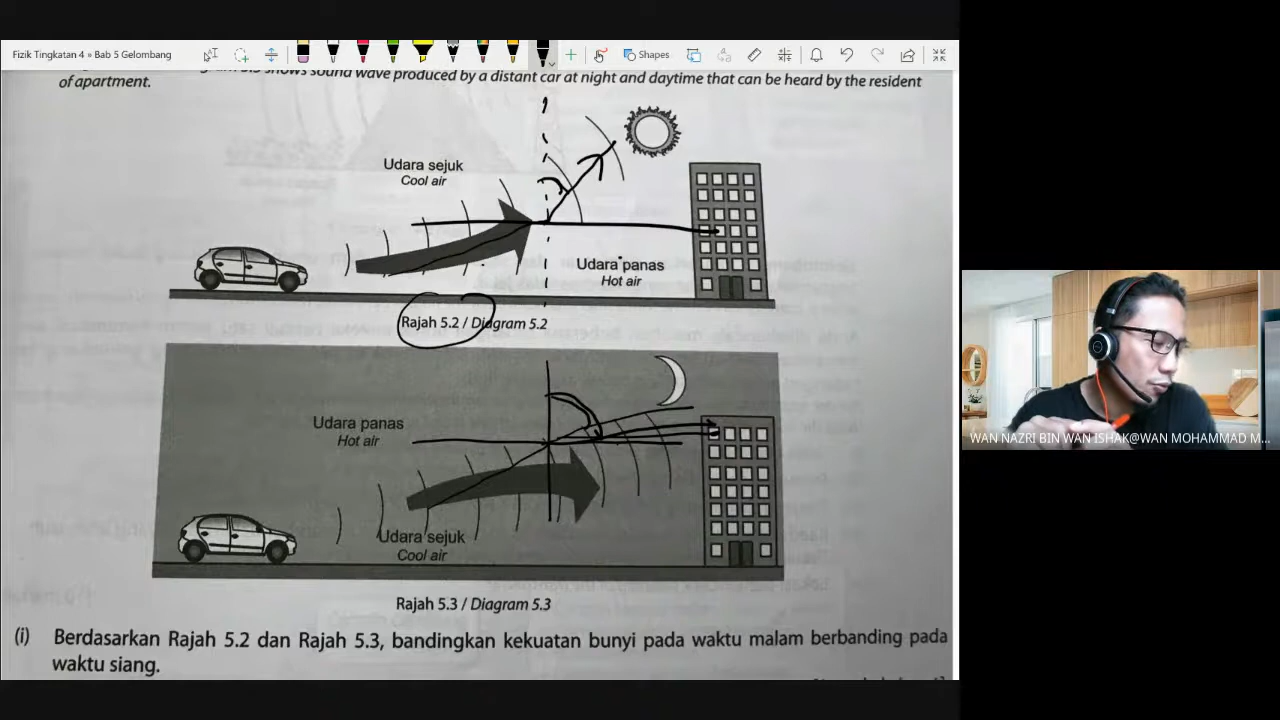 Fizik Tingkatan 4 » Bab 5 Gelombang
Shapes
shows sound wave produced by a distant car at night and daytime that can be heard by the resident
of apartment.
Udara sejuk
Cool air
Udara panas
Hot air
Rajah 5.2 / Diagram 5.2
Udara panas
Hot air
Udara sejuk
Cool air
Rajah 5.3 / Diagram 5.3
(i) Berdasarkan Rajah 5.2 dan Rajah 5.3, bandingkan kekuatan bunyi pada waktu malam berbanding pada
waktu siang.
WAN NAZRI BIN WAN ISHAK@WAN MOHAMMAD M...